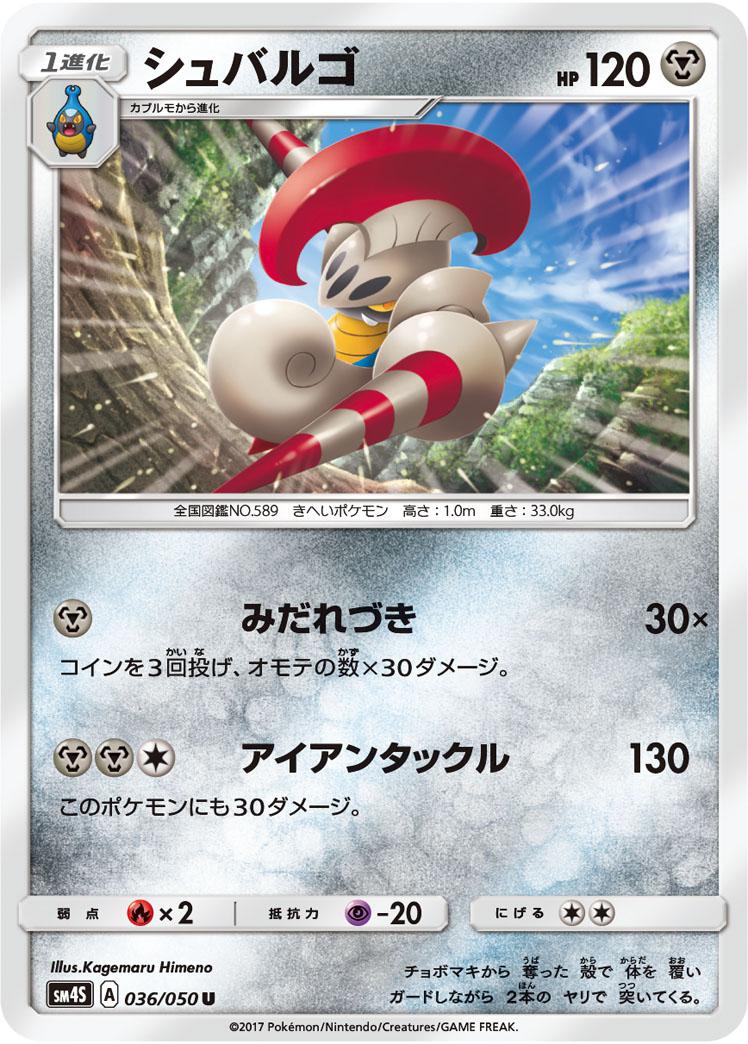 1進化
シュバルゴ
HP 120
カブルモから進化
全国図鑑NO.589 きへいポケモン 高さ:1.0m 重さ:33.0kg
みだれづき 30×
コインを3回投げ、オモテの数×30ダメージ。
アイアンタックル 130
このポケモンにも30ダメージ。
弱点 ×2 抵抗力 -20 にげる
Illus.Kagemaru Himeno
チョボマキから 奪った 殻で 体を 覆い
ガードしながら 2本の ヤリで 突いてくる。
SM4S A 036/050 U
©2017 Pokémon/Nintendo/Creatures/GAME FREAK.